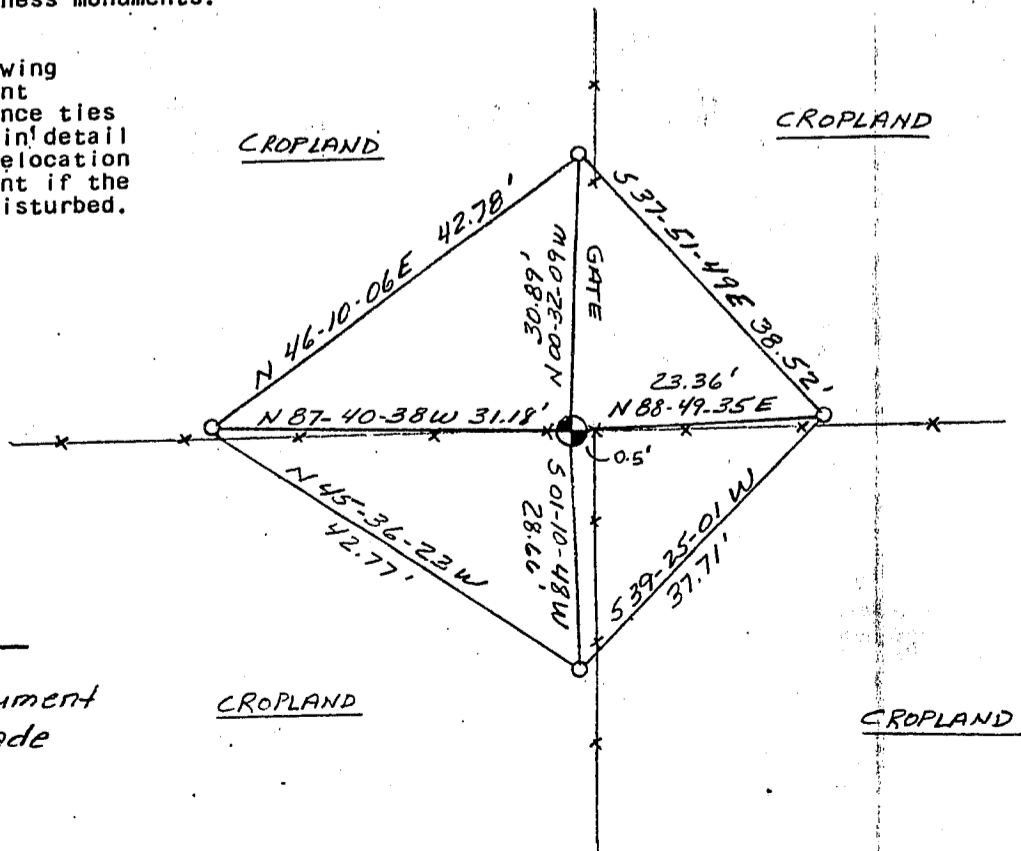 ness monuments.
wing
nt
nce ties
in detail
elocation
nt if the
isturbed.
CROPLAND
CROPLAND
N 46-10-06E 42.78'
S 37-51-49E 38.52'
GATE
30.89'
N 00-32-09W
23.36'
N 88-49-35E
N 87-40-38W 31.18'
0.5'
N 45-36-23W
42.77'
S 01-10-48W
28.66'
S 39-25-01W
37.71'
ument
ade
CROPLAND
CROPLAND